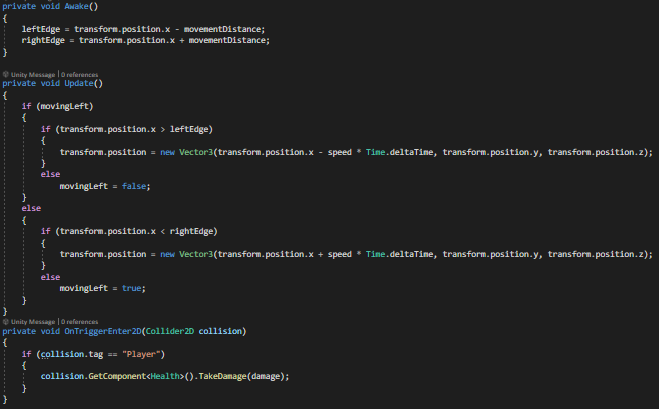 private void Awake()
{
leftEdge = transform.position.x - movementDistance;
rightEdge = transform.position.x + movementDistance;
}
Unity Message | 0 references
private void Update()
{
if (movingLeft)
{
if (transform.position.x > leftEdge)
{
transform.position = new Vector3(transform.position.x - speed * Time.deltaTime, transform.position.y, transform.position.z);
}
else
movingLeft = false;
}
else
{
if (transform.position.x < rightEdge)
{
transform.position = new Vector3(transform.position.x + speed * Time.deltaTime, transform.position.y, transform.position.z);
}
else
movingLeft = true;
}
}
Unity Message | 0 references
private void OnTriggerEnter2D(Collider2D collision)
{
if (collision.tag == "Player")
{
collision.GetComponent<Health>().TakeDamage(damage);
}
}